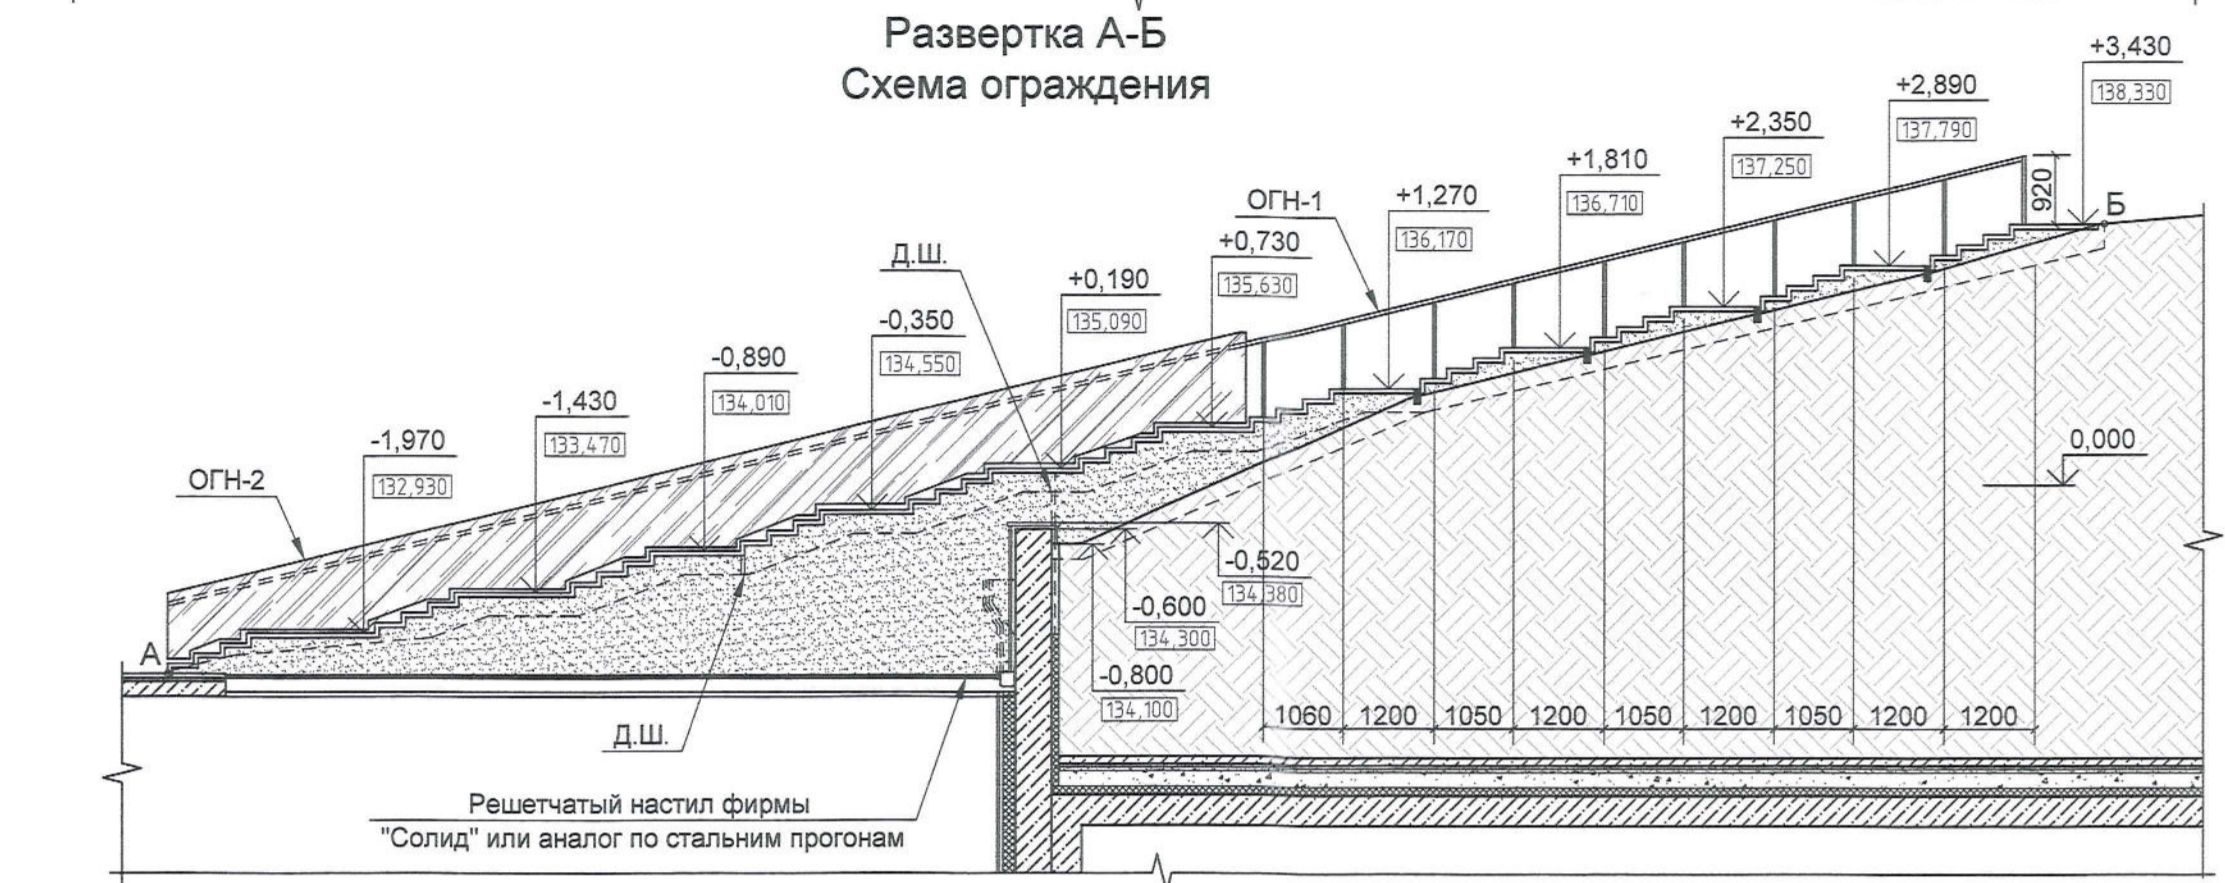 Развертка А-Б
Схема ограждения
+3,430
138,330
+2,890
137,790
+2,350
137,250
+1,810
136,710
+1,270
136,170
+0,730
135,630
+0,190
135,090
-0,350
134,550
-0,890
134,010
-1,430
133,470
-1,970
132,930
ОГН-1
ОГН-2
Д.Ш.
920
Б
А
0,000
-0,520
134,380
-0,600
134,300
-0,800
134,100
1060 1200 1050 1200 1050 1200 1050 1200 1200
Д.Ш.
Решетчатый настил фирмы
"Солид" или аналог по стальним прогонам